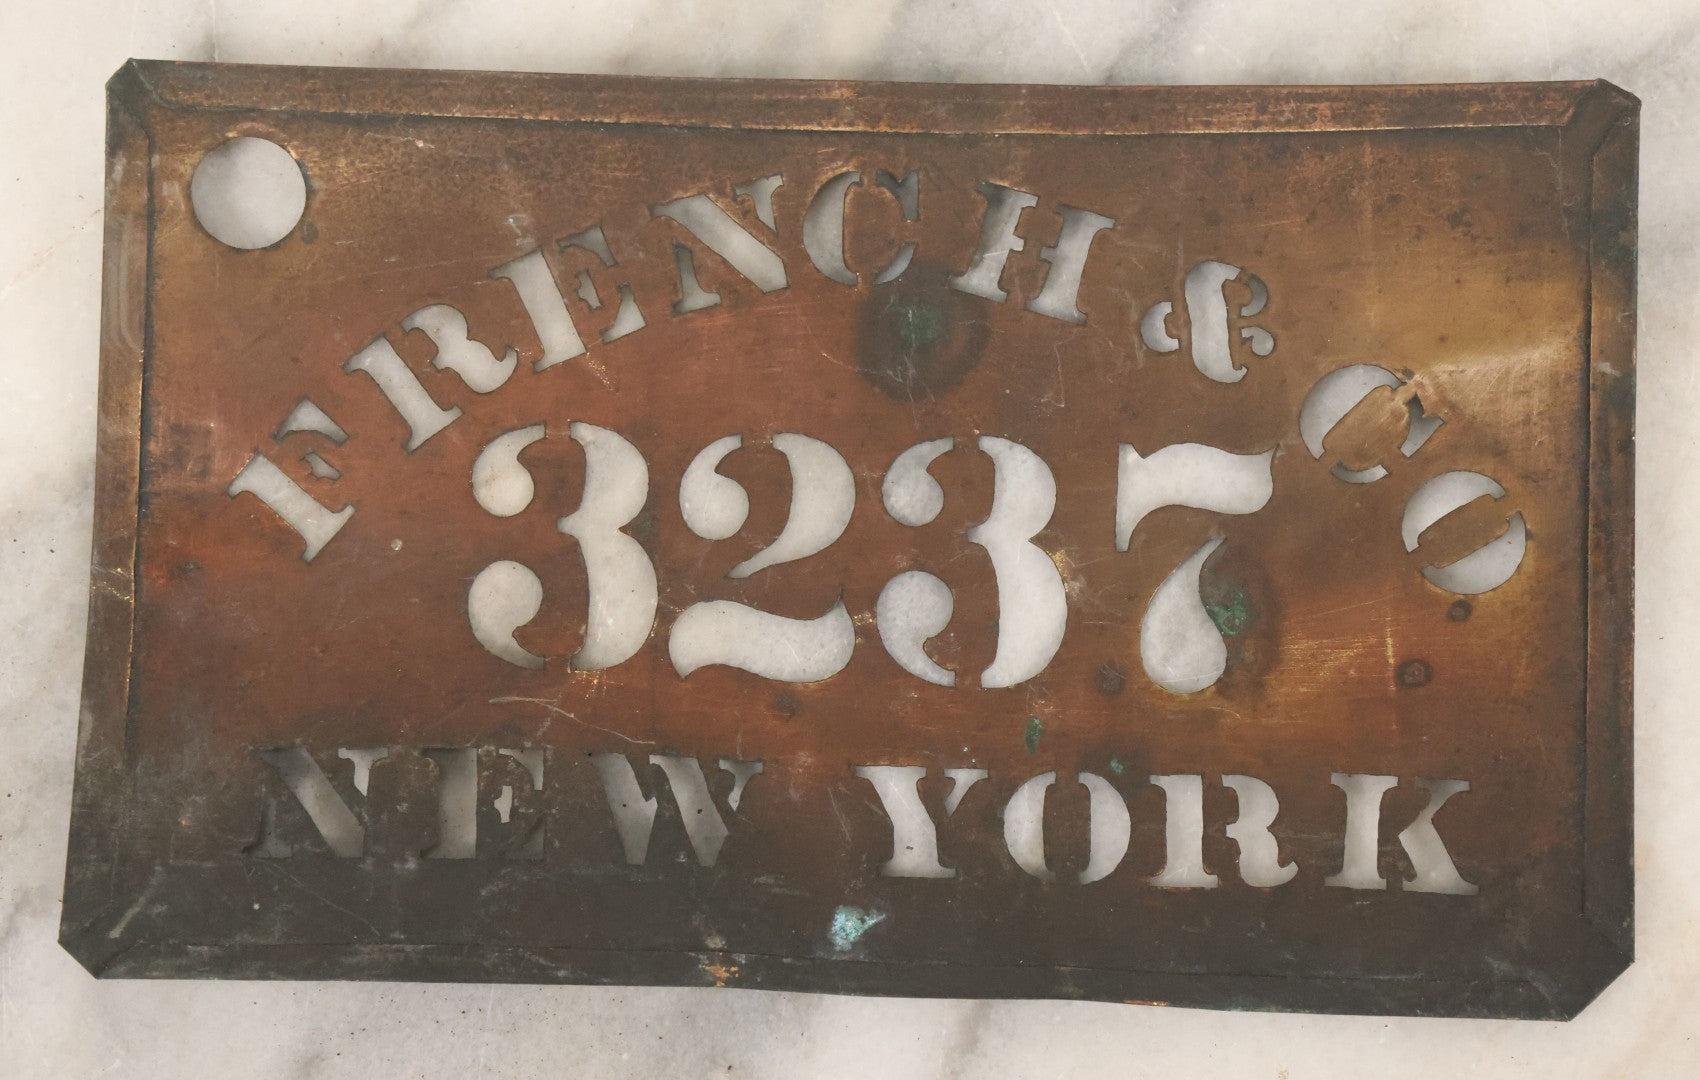 FRENCH & CO
3237
NEW YORK